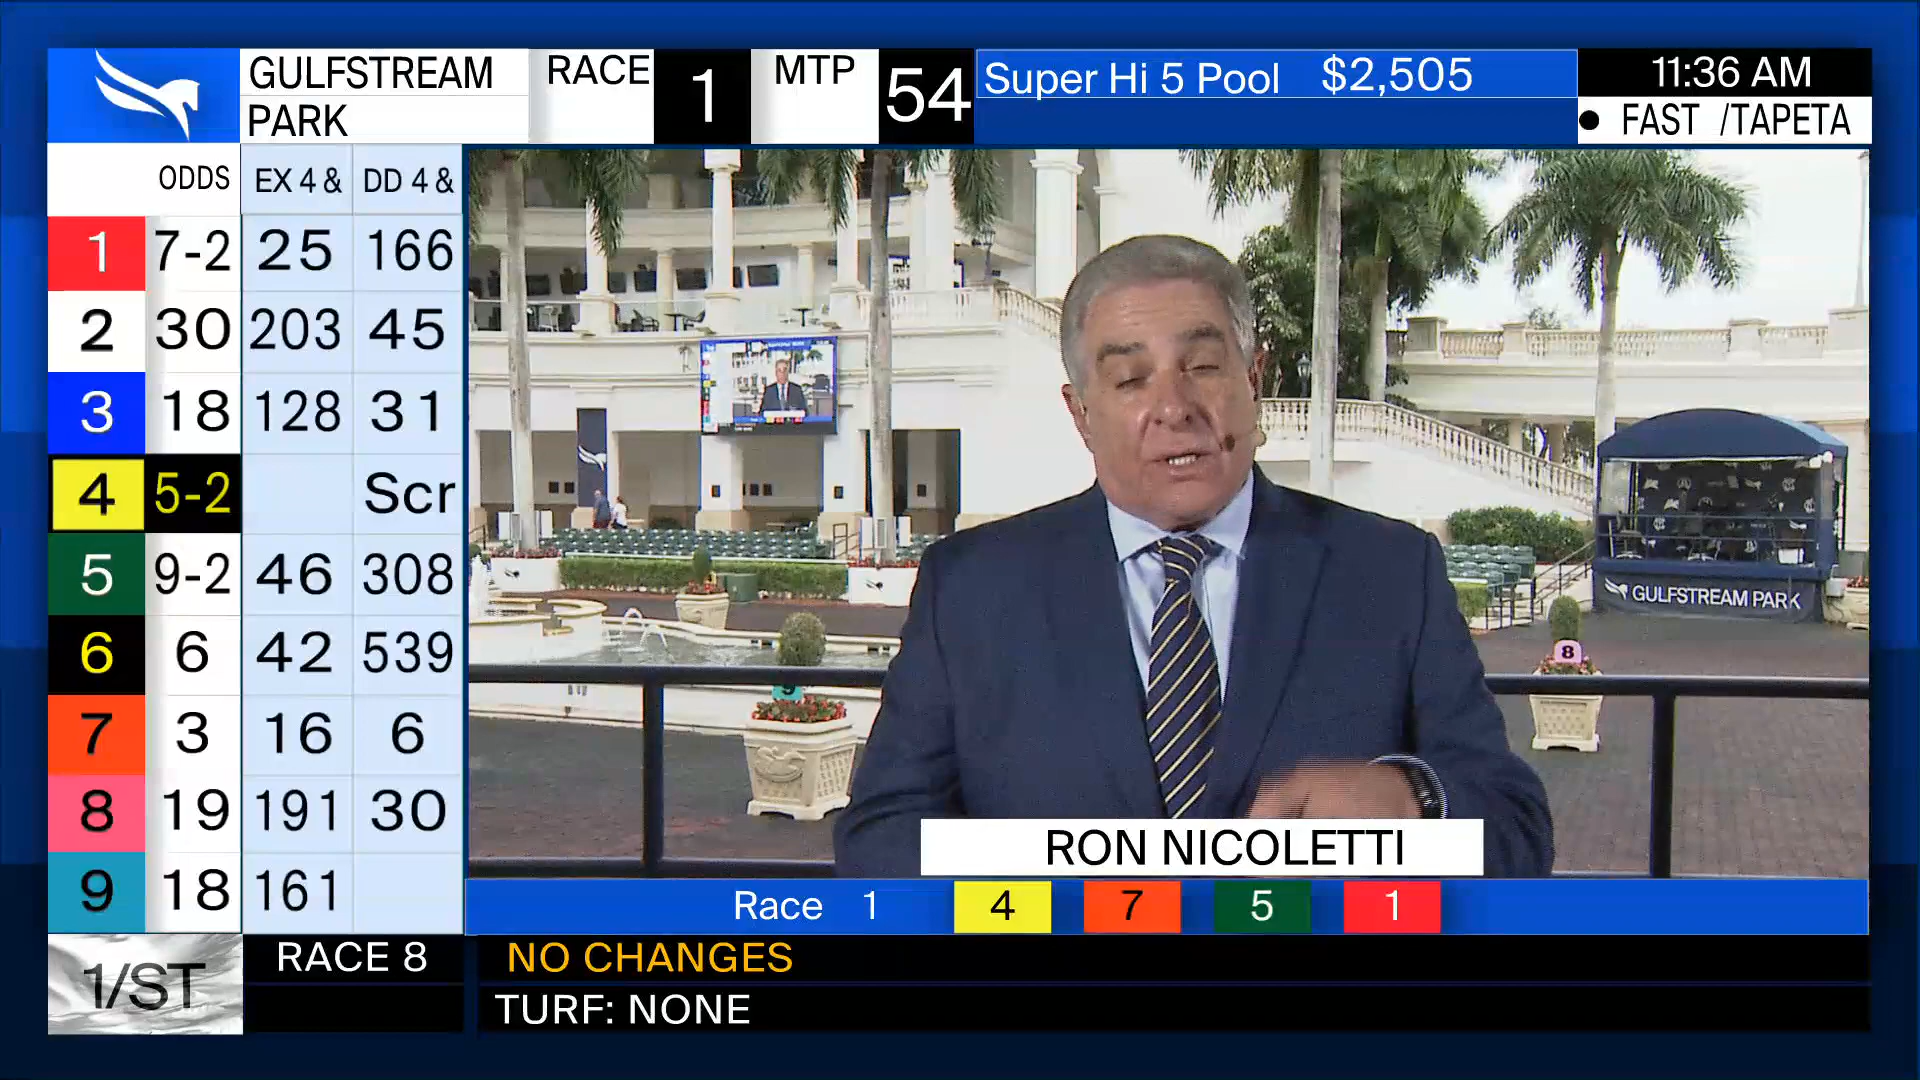 GULFSTREAM
PARK
RACE 1 MTP 54
Super Hi 5 Pool $2,505
11:36 AM
FAST /TAPETA
ODDS EX 4 & DD 4 &
1 7-2 25 166
2 30 203 45
3 18 128 31
4 5-2 Scr
5 9-2 46 308
6 6 42 539
7 3 16 6
8 19 191 30
9 18 161
GULFSTREAM PARK
8
9
RON NICOLETTI
Race 1 4 7 5 1
1/ST RACE 8 NO CHANGES
TURF: NONE